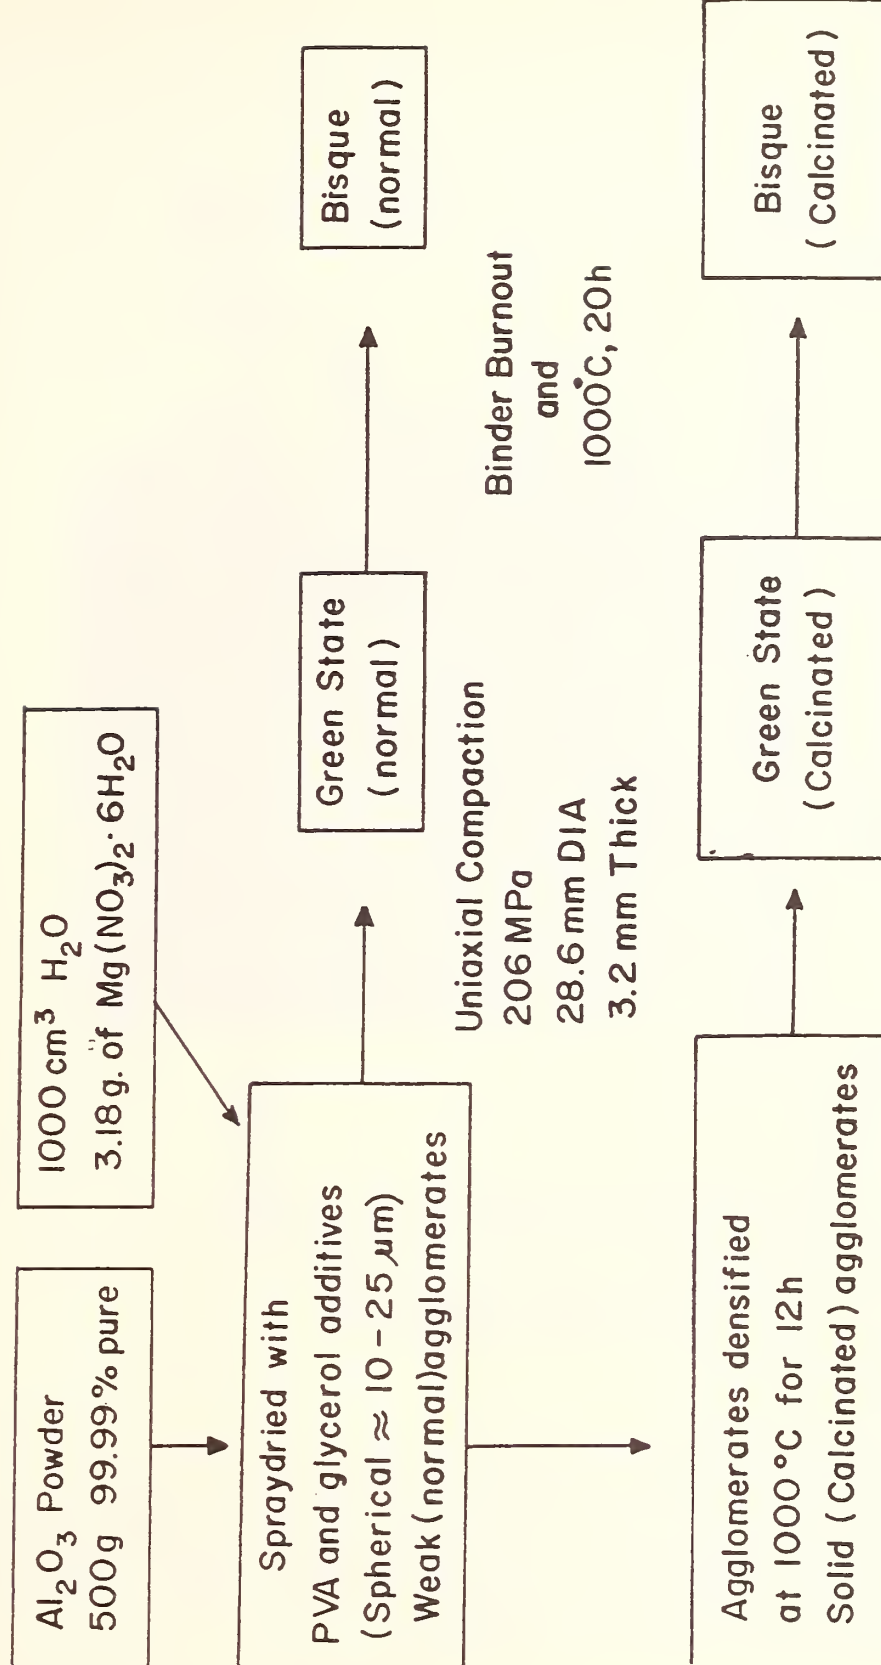 Al2O3 Powder
500g 99.99% pure
1000 cm³ H2O
3.18g. of Mg(NO3)2·6H2O
Spraydried with
PVA and glycerol additives
(Spherical ≈ 10-25 µm)
Weak (normal) agglomerates
Uniaxial Compaction
206 MPa
28.6 mm DIA
3.2 mm Thick
Green State
(normal)
Binder Burnout
and
1000°C, 20h
Bisque
(normal)
Agglomerates densified
at 1000°C for 12h
Solid (Calcinated) agglomerates
Green State
(Calcinated)
Bisque
(Calcinated)